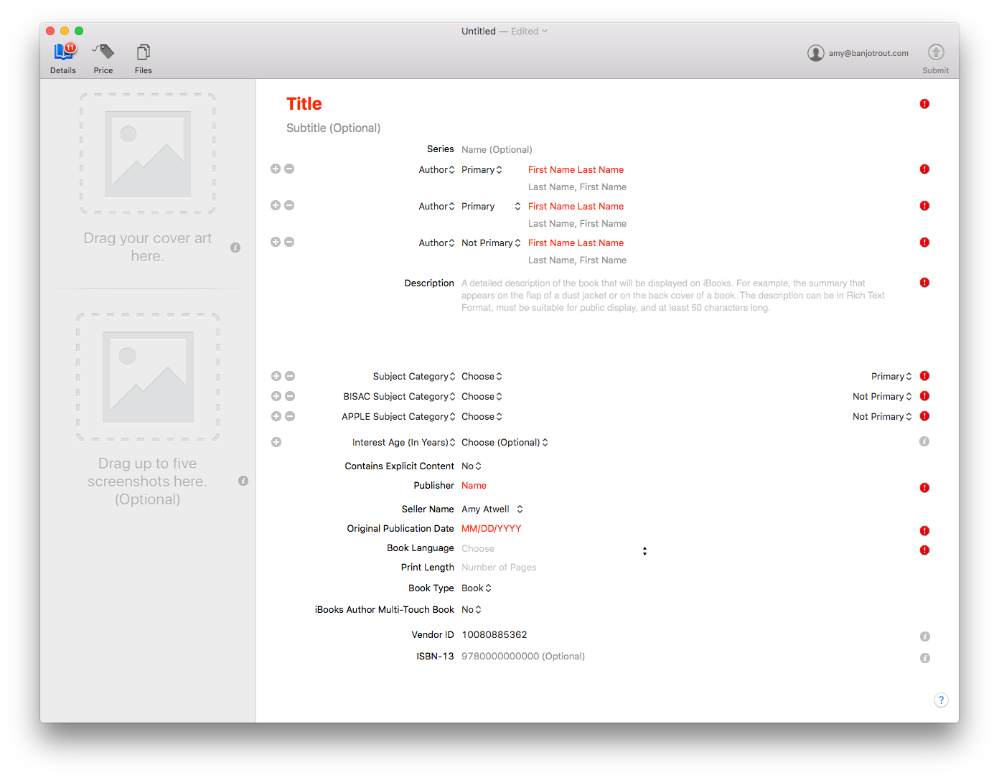 Untitled — Edited
11
Details
Price
Files
amy@banjotrout.com
Submit
Drag your cover art
here.
Drag up to five
screenshots here.
(Optional)
Title
Subtitle (Optional)
Series Name (Optional)
Author Primary First Name Last Name
Last Name, First Name
Author Primary First Name Last Name
Last Name, First Name
Author Not Primary First Name Last Name
Last Name, First Name
Description A detailed description of the book that will be displayed on iBooks. For example, the summary that
appears on the flap of a dust jacket or on the back cover of a book. The description can be in Rich Text
Format, must be suitable for public display, and at least 50 characters long.
Subject Category Choose Primary
BISAC Subject Category Choose Not Primary
APPLE Subject Category Choose Not Primary
Interest Age (In Years) Choose (Optional)
Contains Explicit Content No
Publisher Name
Seller Name Amy Atwell
Original Publication Date MM/DD/YYYY
Book Language Choose
Print Length Number of Pages
Book Type Book
iBooks Author Multi-Touch Book No
Vendor ID 10080885362
ISBN-13 9780000000000 (Optional)
?